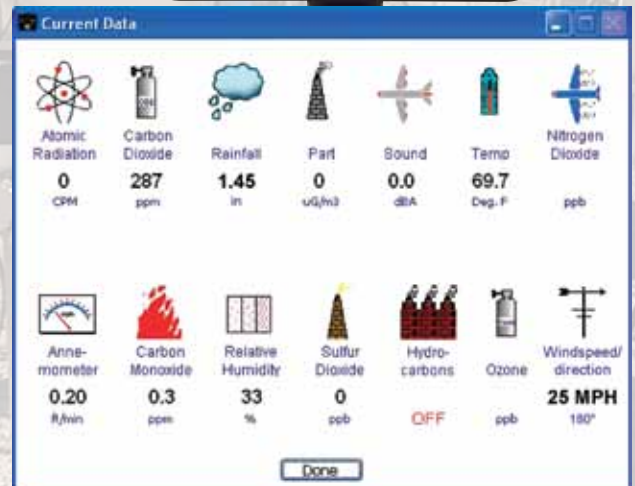 Current Data
Atomic Radiation
0
CPM
Carbon Dioxide
287
ppm
Rainfall
1.45
in
Part
0
uG/m3
Sound
0.0
dBA
Temp
69.7
Deg. F
Nitrogen Dioxide
ppb
Anne-
mometer
0.20
ft/min
Carbon Monoxide
0.3
ppm
Relative Humidity
33
%
Sulfur Dioxide
0
ppb
Hydro-
carbons
OFF
Ozone
ppb
Windspeed/
direction
25 MPH
180°
Done